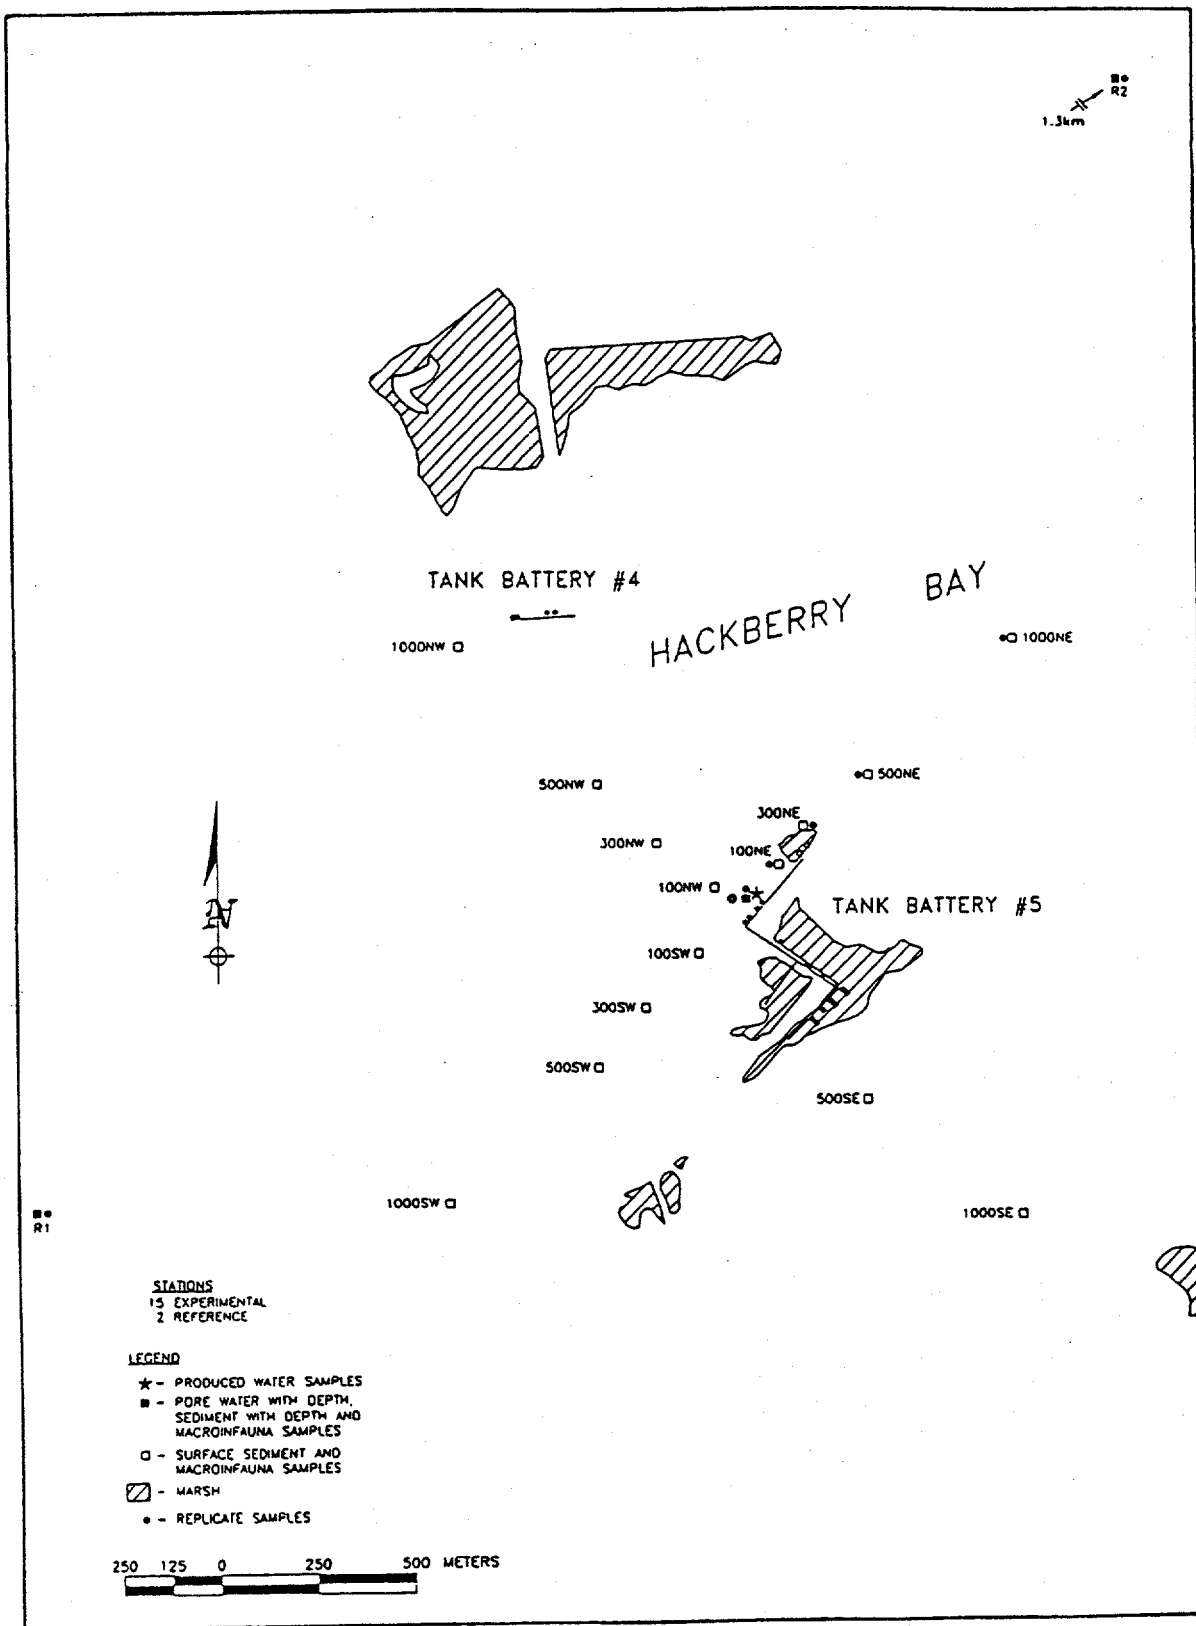 R2
1.3km
TANK BATTERY #4
HACKBERRY BAY
1000NW
1000NE
500NW
500NE
300NE
300NW
100NE
100NW
TANK BATTERY #5
N
100SW
300SW
500SW
500SE
1000SW
1000SE
R1
STATIONS
15 EXPERIMENTAL
2 REFERENCE
LEGEND
★ - PRODUCED WATER SAMPLES
■ - PORE WATER WITH DEPTH,
SEDIMENT WITH DEPTH AND
MACROINFAUNA SAMPLES
□ - SURFACE SEDIMENT AND
MACROINFAUNA SAMPLES
- MARSH
● - REPLICATE SAMPLES
250 125 0 250 500 METERS